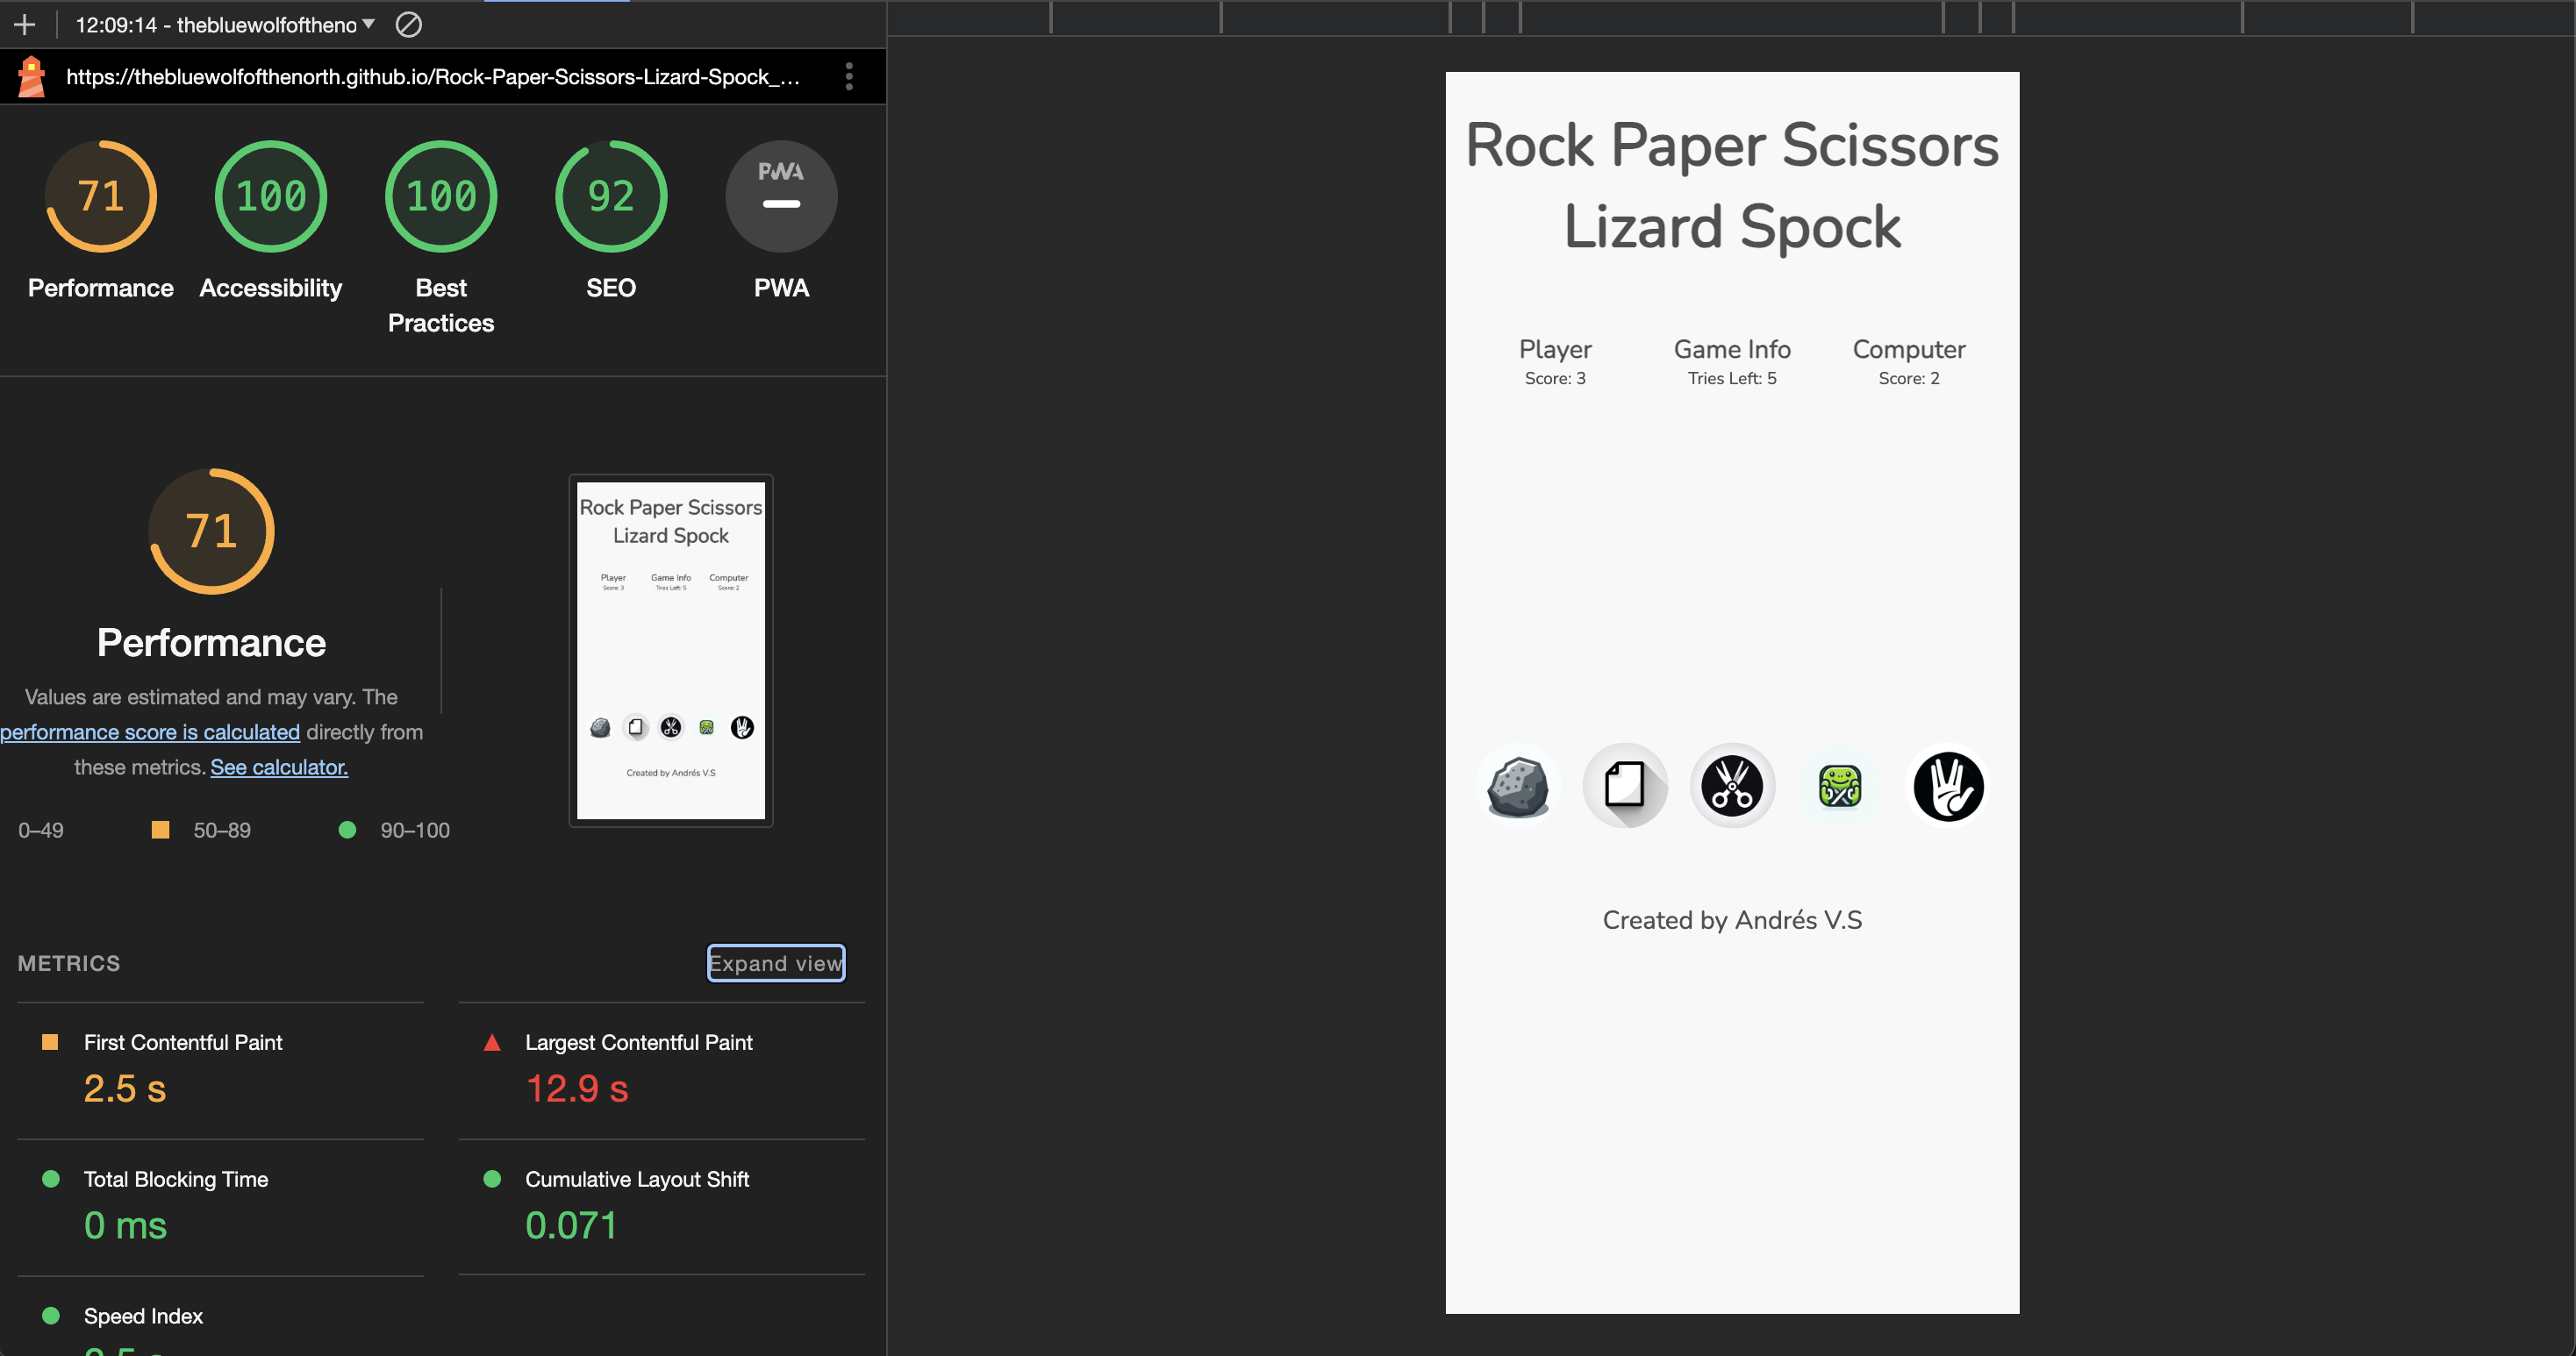 12:09:14 - thebluewolfoftheno
https://thebluewolfofthenorth.github.io/Rock-Paper-Scissors-Lizard-Spock_…
71
100
100
92
PWA
Performance
Accessibility
Best
Practices
SEO
PWA
71
Performance
Values are estimated and may vary. The
performance score is calculated directly from
these metrics. See calculator.
0–49
50–89
90–100
Rock Paper Scissors
Lizard Spock
Player
Game Info
Computer
Score: 3
Tries Left: 5
Score: 2
Created by Andrés V.S
METRICS
Expand view
First Contentful Paint
2.5 s
Largest Contentful Paint
12.9 s
Total Blocking Time
0 ms
Cumulative Layout Shift
0.071
Speed Index
Rock Paper Scissors
Lizard Spock
Player
Game Info
Computer
Score: 3
Tries Left: 5
Score: 2
Created by Andrés V.S